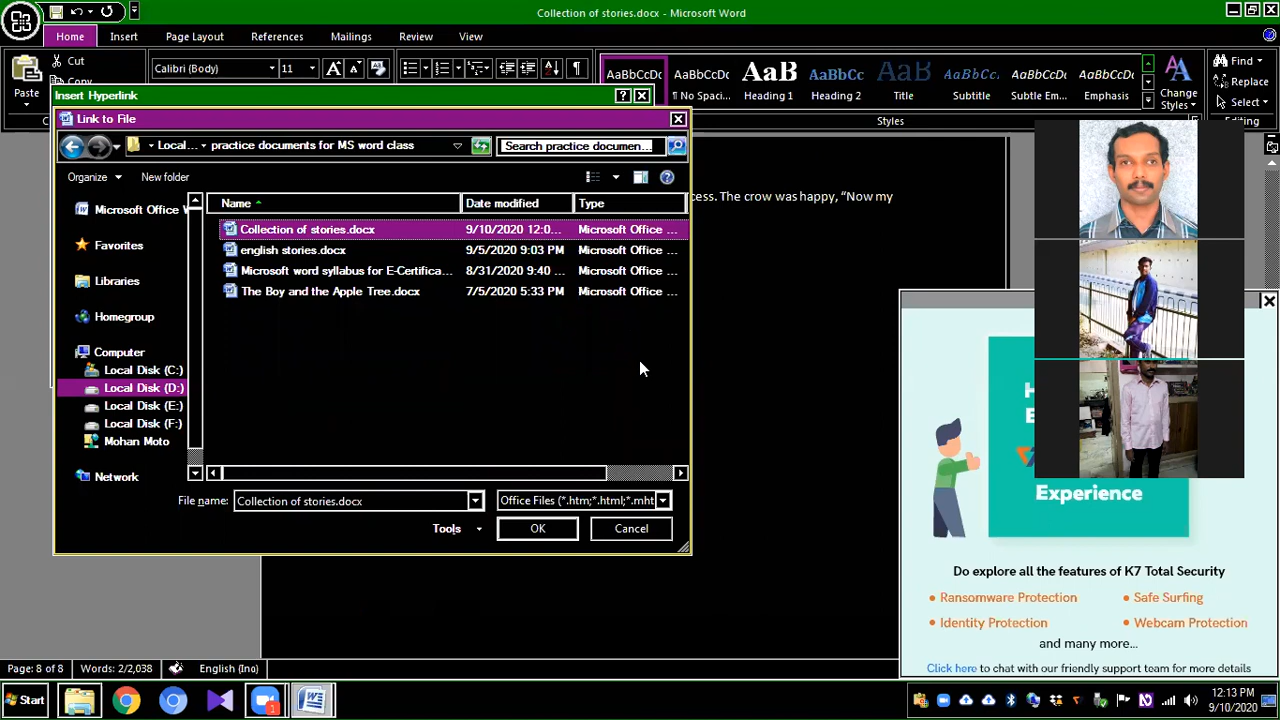 Collection of stories.docx - Microsoft Word
Home Insert Page Layout References Mailings Review View
Cut
Copy
Paste
Calibri (Body) 11
AaBbCcDc AaBbCcDc AaB AaBbCc AaB AaBbCc AaBbCcDc AaBbCcDc
¶ No Spaci... Heading 1 Heading 2 Title Subtitle Subtle Em... Emphasis
Change
Styles
Find
Replace
Select
Styles
Editing
Insert Hyperlink
Link to File
Local... practice documents for MS word class
Search practice documen...
Organize New folder
Name Date modified Type
Microsoft Office W
Favorites
Libraries
Homegroup
Computer
Local Disk (C:)
Local Disk (D:)
Local Disk (E:)
Local Disk (F:)
Mohan Moto
Network
Collection of stories.docx 9/10/2020 12:0... Microsoft Office ...
english stories.docx 9/5/2020 9:03 PM Microsoft Office ...
Microsoft word syllabus for E-Certifica... 8/31/2020 9:40 ... Microsoft Office ...
The Boy and the Apple Tree.docx 7/5/2020 5:33 PM Microsoft Office ...
File name: Collection of stories.docx Office Files (*.htm;*.html;*.mht
Tools OK Cancel
cess. The crow was happy, “Now my
Experience
Do explore all the features of K7 Total Security
• Ransomware Protection • Safe Surfing
• Identity Protection • Webcam Protection
and many more...
Click here to chat with our friendly support team for more details
Page: 8 of 8 Words: 2/2,038 English (Ino)
Start
1
12:13 PM
9/10/2020